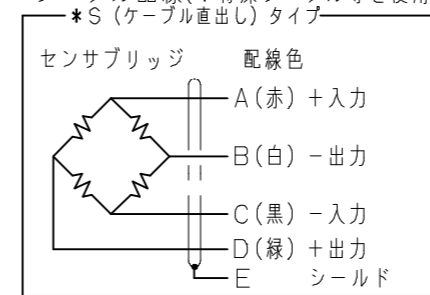 *S (ケーブル直出し) タイプ
センサブリッジ 配線色
A(赤) +入力
B(白) −出力
C(黒) −入力
D(緑) +出力
E シールド